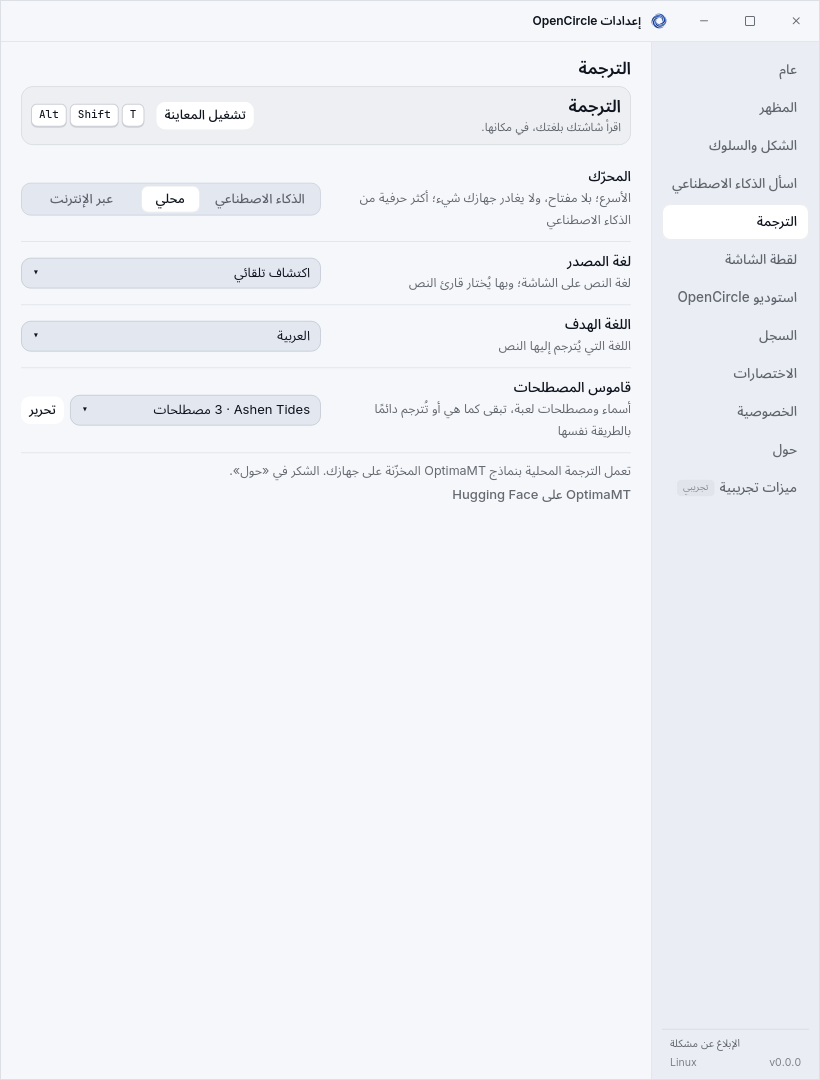 إعدادات OpenCircle
عام
المظهر
الشكل والسلوك
اسأل الذكاء الاصطناعي
الترجمة
لقطة الشاشة
استوديو OpenCircle
السجل
الاختصارات
الخصوصية
حول
ميزات تجريبية تجريبي
الإبلاغ عن مشكلة
v0.0.0 Linux
الترجمة
الترجمة
اقرأ شاشتك بلغتك، في مكانها.
تشغيل المعاينة
Alt Shift T
المحرّك
الأسرع؛ بلا مفتاح، ولا يغادر جهازك شيء؛ أكثر حرفية من
الذكاء الاصطناعي
الذكاء الاصطناعي محلي عبر الإنترنت
لغة المصدر
لغة النص على الشاشة؛ وبها يُختار قارئ النص
اكتشاف تلقائي
اللغة الهدف
اللغة التي يُترجم إليها النص
العربية
قاموس المصطلحات
أسماء ومصطلحات لعبة، تبقى كما هي أو تُترجم دائمًا
بالطريقة نفسها
Ashen Tides · 3 مصطلحات
تحرير
تعمل الترجمة المحلية بنماذج OptimaMT المخزّنة على جهازك. الشكر في «حول».
OptimaMT على Hugging Face